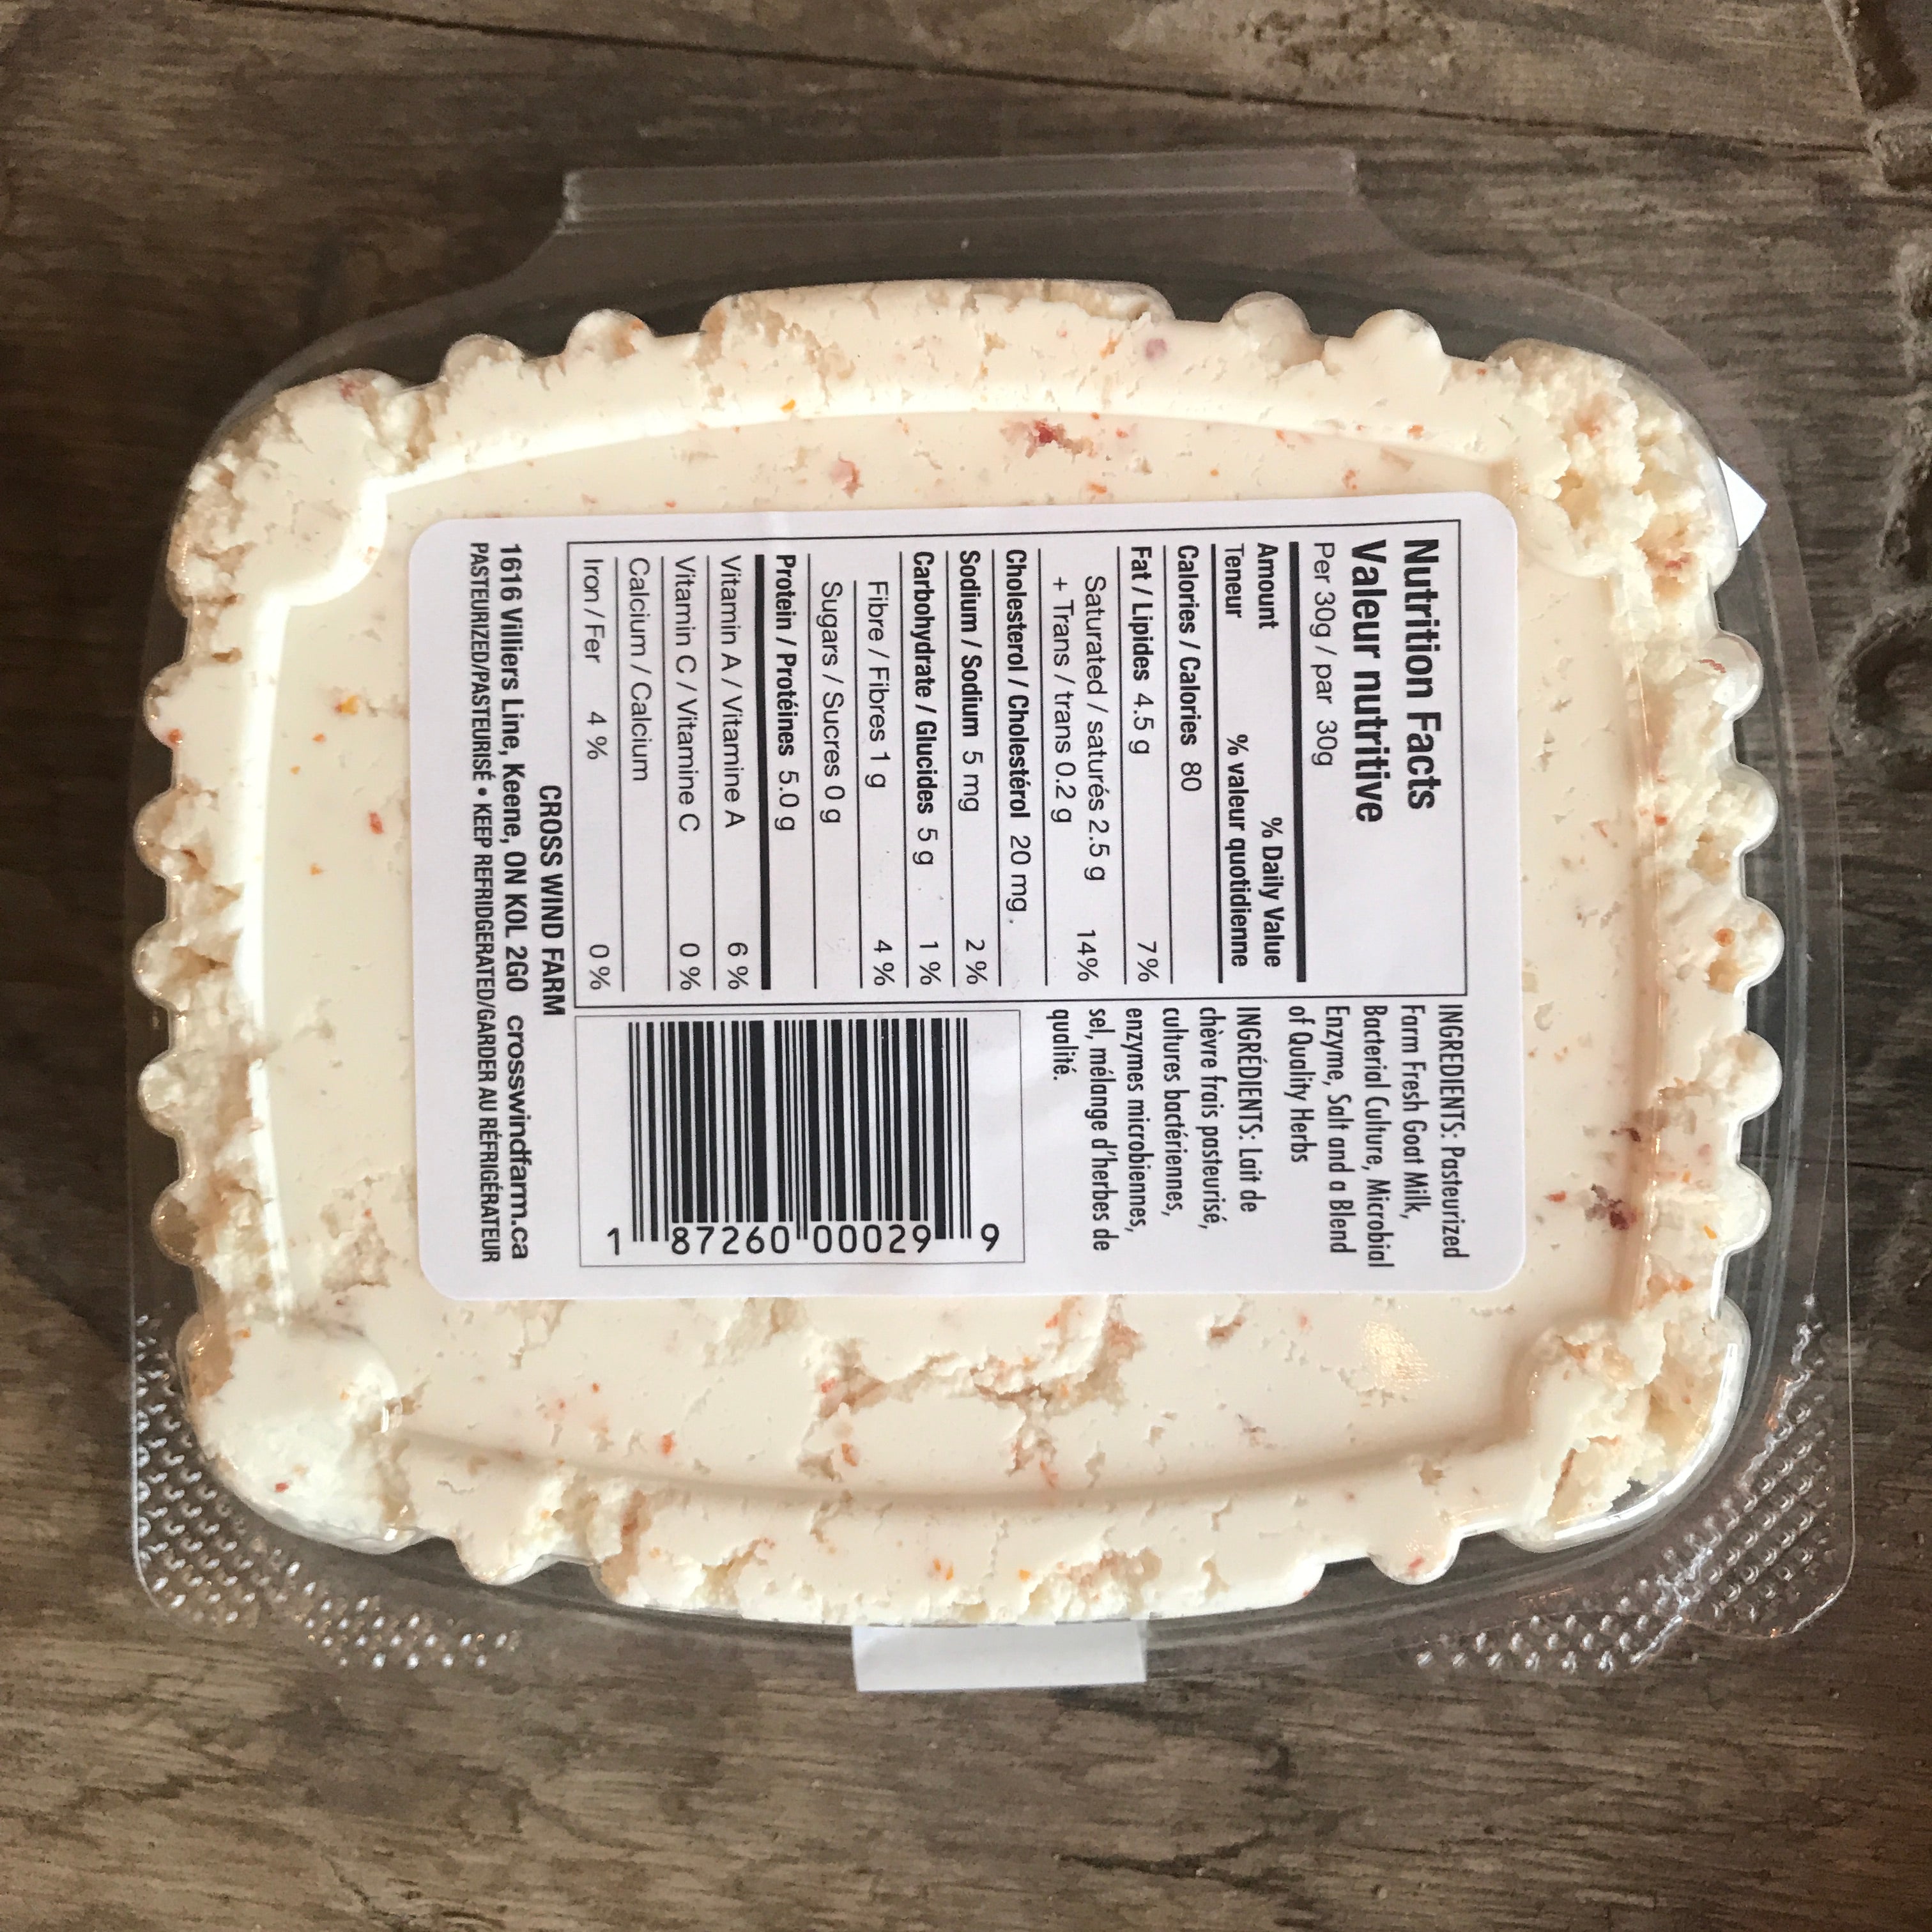 Nutrition Facts
Valeur nutritive
Per 30g / par 30g
Amount % Daily Value
Teneur % valeur quotidienne
Calories / Calories 80
Fat / Lipides 4.5 g 7 %
Saturated / saturés 2.5 g 14%
+ Trans / trans 0.2 g
Cholesterol / Cholestérol 20 mg
Sodium / Sodium 5 mg 2 %
Carbohydrate / Glucides 5 g 1 %
Fibre / Fibres 1 g 4 %
Sugars / Sucres 0 g
Protein / Protéines 5.0 g
Vitamin A / Vitamine A 6 %
Vitamin C / Vitamine C 0 %
Calcium / Calcium
Iron / Fer 4 % 0 %
INGREDIENTS: Pasteurized
Farm Fresh Goat Milk,
Bacterial Culture, Microbial
Enzyme, Salt and a Blend
of Quality Herbs
INGRÉDIENTS: Lait de
chèvre frais pasteurisé,
cultures bactériennes,
enzymes microbiennes,
sel, mélange d'herbes de
qualité.
1 87260 00029 9
CROSS WIND FARM
1616 Villiers Line, Keene, ON K0L 2G0 crosswindfarm.ca
PASTEURIZED/PASTEURISÉ • KEEP REFRIDGERATED/GARDER AU RÉFRIGÉRATEUR